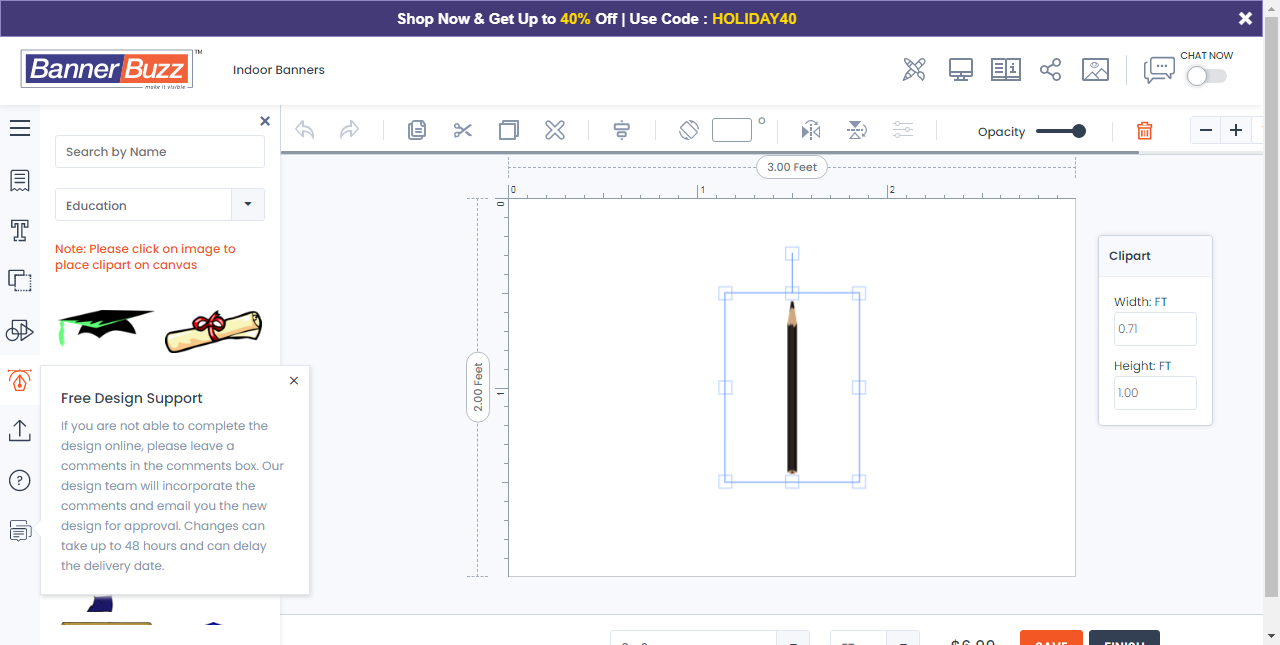 Shop Now & Get Up to 40% Off | Use Code : HOLIDAY40
BannerBuzz™
make it visible
Indoor Banners
CHAT NOW
Search by Name
Education
Note: Please click on image to
place clipart on canvas
Opacity
3.00 Feet
0 1 2
0
1
2.00 Feet
Clipart
Width: FT
0.71
Height: FT
1.00
Free Design Support
If you are not able to complete the
design online, please leave a
comments in the comments box. Our
design team will incorporate the
comments and email you the new
design for approval. Changes can
take up to 48 hours and can delay
the delivery date.
$6.99
SAVE
FINISH